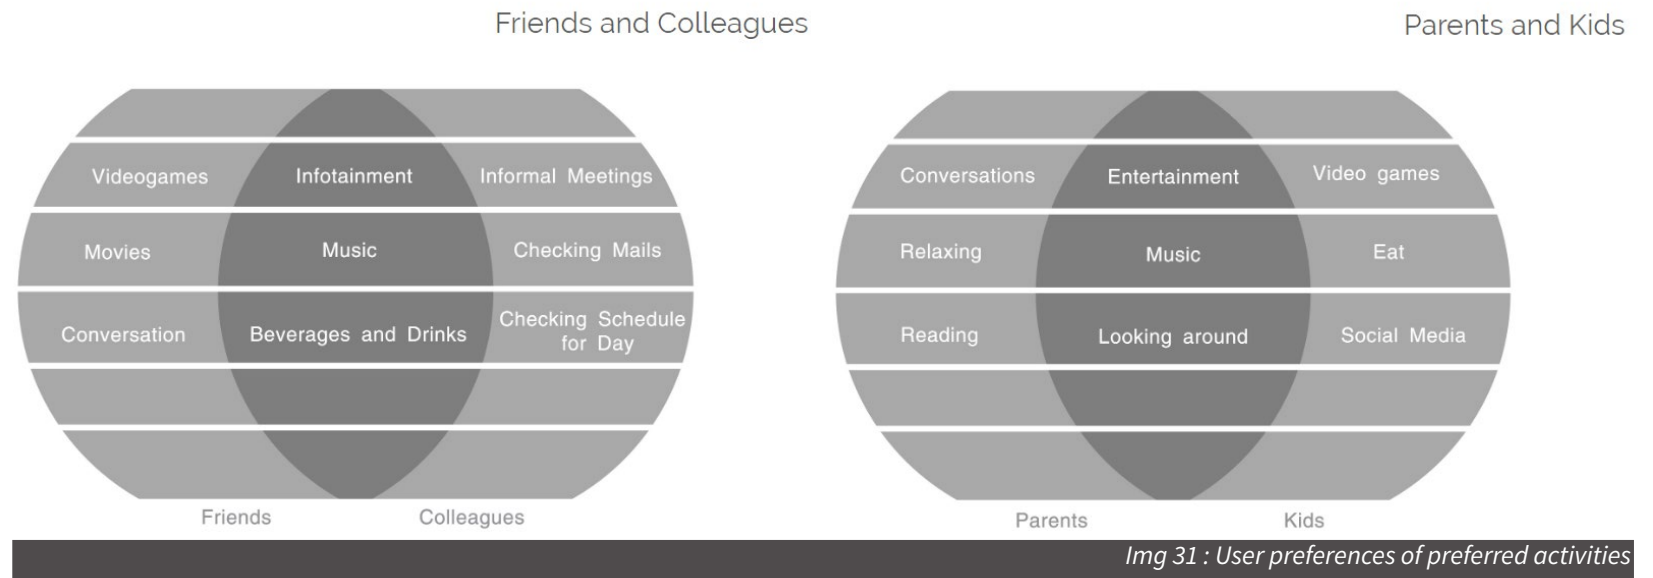 Friends and Colleagues
Videogames
Infotainment
Informal Meetings
Movies
Music
Checking Mails
Conversation
Beverages and Drinks
Checking Schedule
for Day
Friends
Colleagues
Parents and Kids
Conversations
Entertainment
Video games
Relaxing
Music
Eat
Reading
Looking around
Social Media
Parents
Kids
Img 31 : User preferences of preferred activities